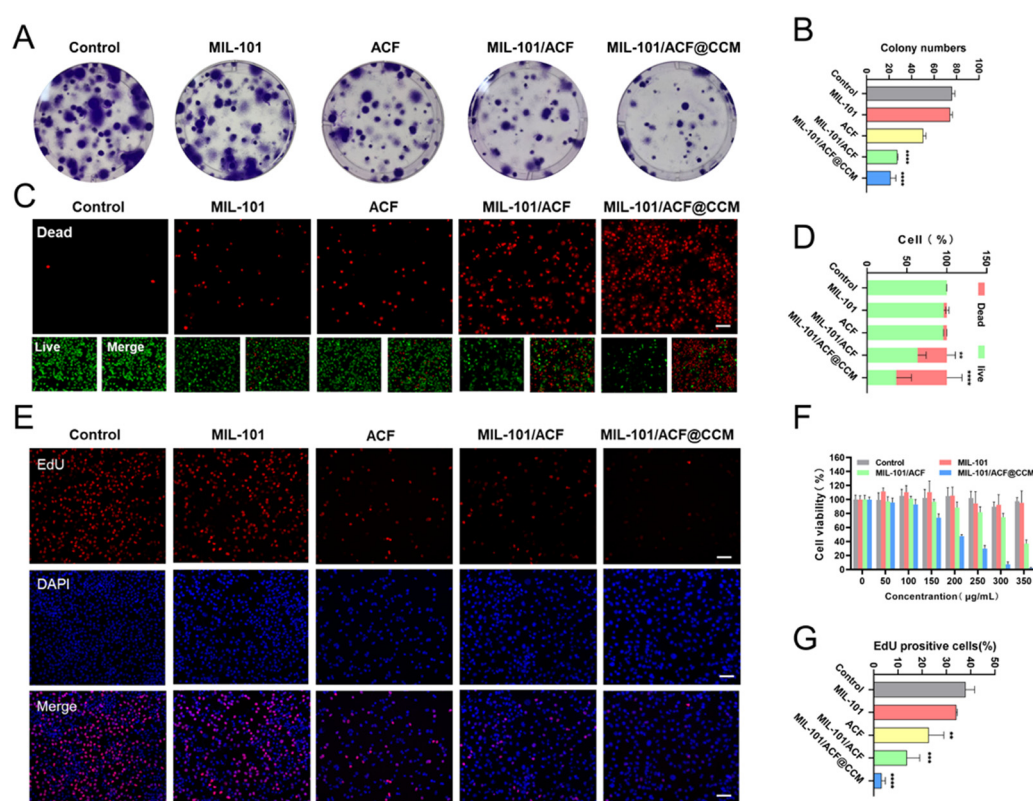 A
Control MIL-101 ACF MIL-101/ACF MIL-101/ACF@CCM
B
Colony numbers
0 20 40 60 80 100
Control
MIL-101
ACF
MIL-101/ACF
****
MIL-101/ACF@CCM
****
C
Control MIL-101 ACF MIL-101/ACF MIL-101/ACF@CCM
Dead
Live Merge
D
Cell ( % )
0 50 100 150
Control
MIL-101
ACF
MIL-101/ACF
**
MIL-101/ACF@CCM
****
Dead
live
E
Control MIL-101 ACF MIL-101/ACF MIL-101/ACF@CCM
EdU
DAPI
Merge
F
Control MIL-101
MIL-101/ACF MIL-101/ACF@CCM
Cell viability ( % )
160
140
120
100
80
60
40
20
0
0 50 100 150 200 250 300 350
Concentrantion( μg/mL)
G
EdU prositive cells(%)
0 10 20 30 40 50
Control
MIL-101
ACF
**
MIL-101/ACF
***
MIL-101/ACF@CCM
****